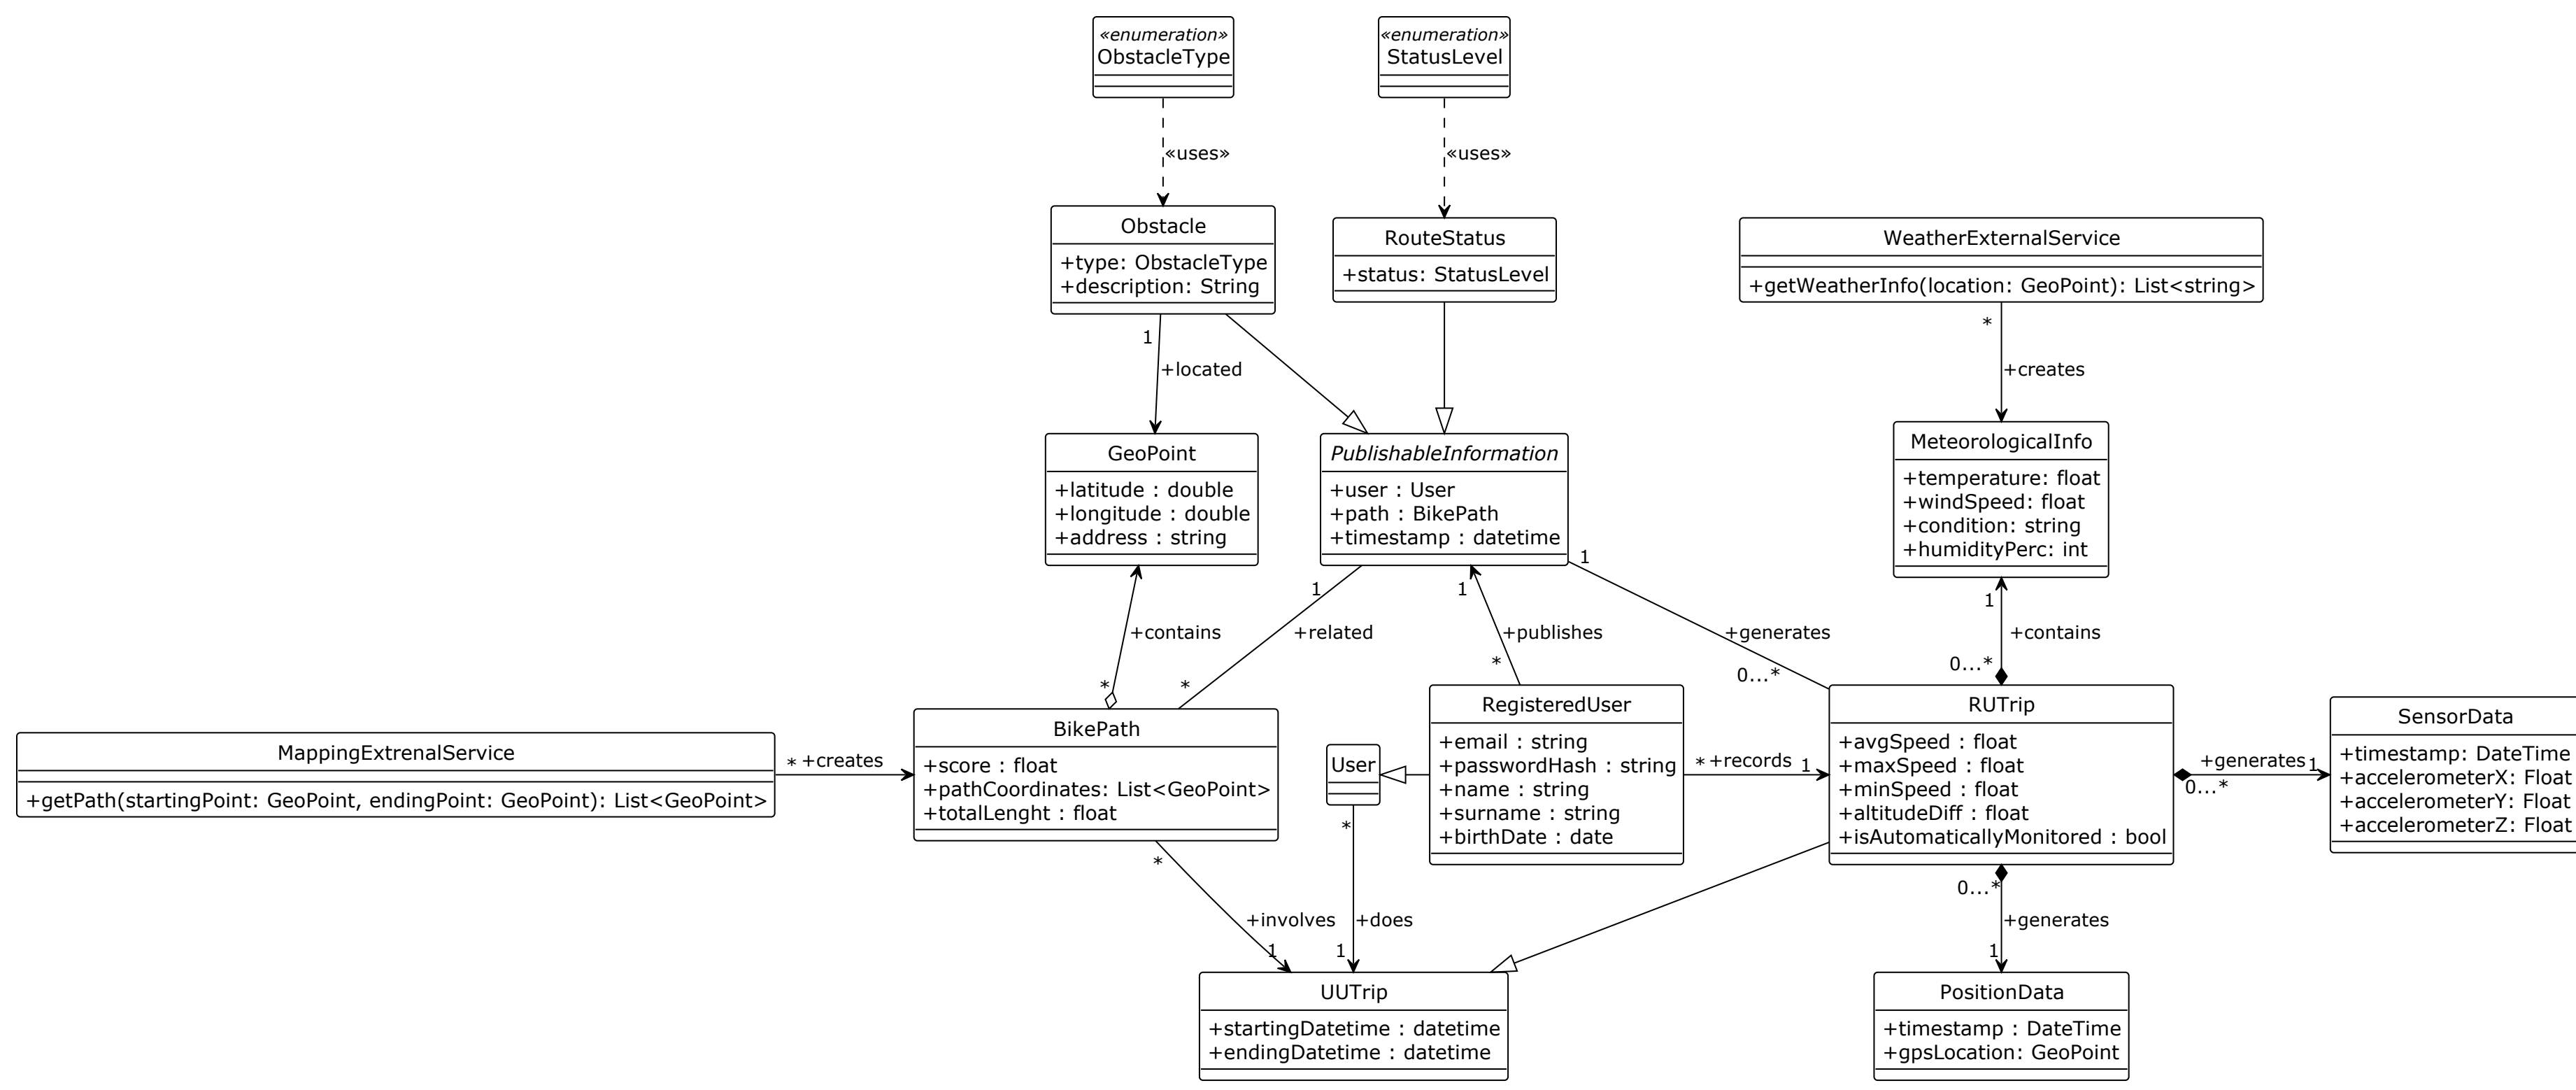 «enumeration»
ObstacleType
«enumeration»
StatusLevel
«uses»
«uses»
Obstacle
+type: ObstacleType
+description: String
RouteStatus
+status: StatusLevel
WeatherExternalService
+getWeatherInfo(location: GeoPoint): List<string>
1
+located
*
+creates
GeoPoint
+latitude : double
+longitude : double
+address : string
PublishableInformation
+user : User
+path : BikePath
+timestamp : datetime
MeteorologicalInfo
+temperature: float
+windSpeed: float
+condition: string
+humidityPerc: int
+contains
*
1
+related
*
1
+publishes
*
1
+generates
0...*
1
+contains
0...*
MappingExtrenalService
+getPath(startingPoint: GeoPoint, endingPoint: GeoPoint): List<GeoPoint>
* +creates
BikePath
+score : float
+pathCoordinates: List<GeoPoint>
+totalLenght : float
User
RegisteredUser
+email : string
+passwordHash : string
+name : string
+surname : string
+birthDate : date
* +records 1
RUTrip
+avgSpeed : float
+maxSpeed : float
+minSpeed : float
+altitudeDiff : float
+isAutomaticallyMonitored : bool
+generates 1
0...*
SensorData
+timestamp: DateTime
+accelerometerX: Float
+accelerometerY: Float
+accelerometerZ: Float
*
+involves
1
*
+does
1
0...*
+generates
1
UUTrip
+startingDatetime : datetime
+endingDatetime : datetime
PositionData
+timestamp : DateTime
+gpsLocation: GeoPoint